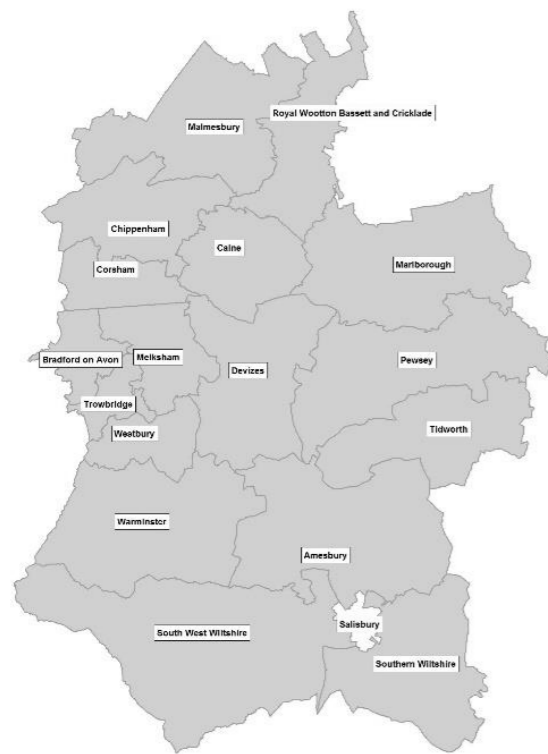 Royal Wootton Bassett and Cricklade
Malmesbury
Chippenham
Calne
Corsham
Marlborough
Bradford on Avon
Melksham
Devizes
Pewsey
Trowbridge
Westbury
Tidworth
Warminster
Amesbury
Salisbury
South West Wiltshire
Southern Wiltshire